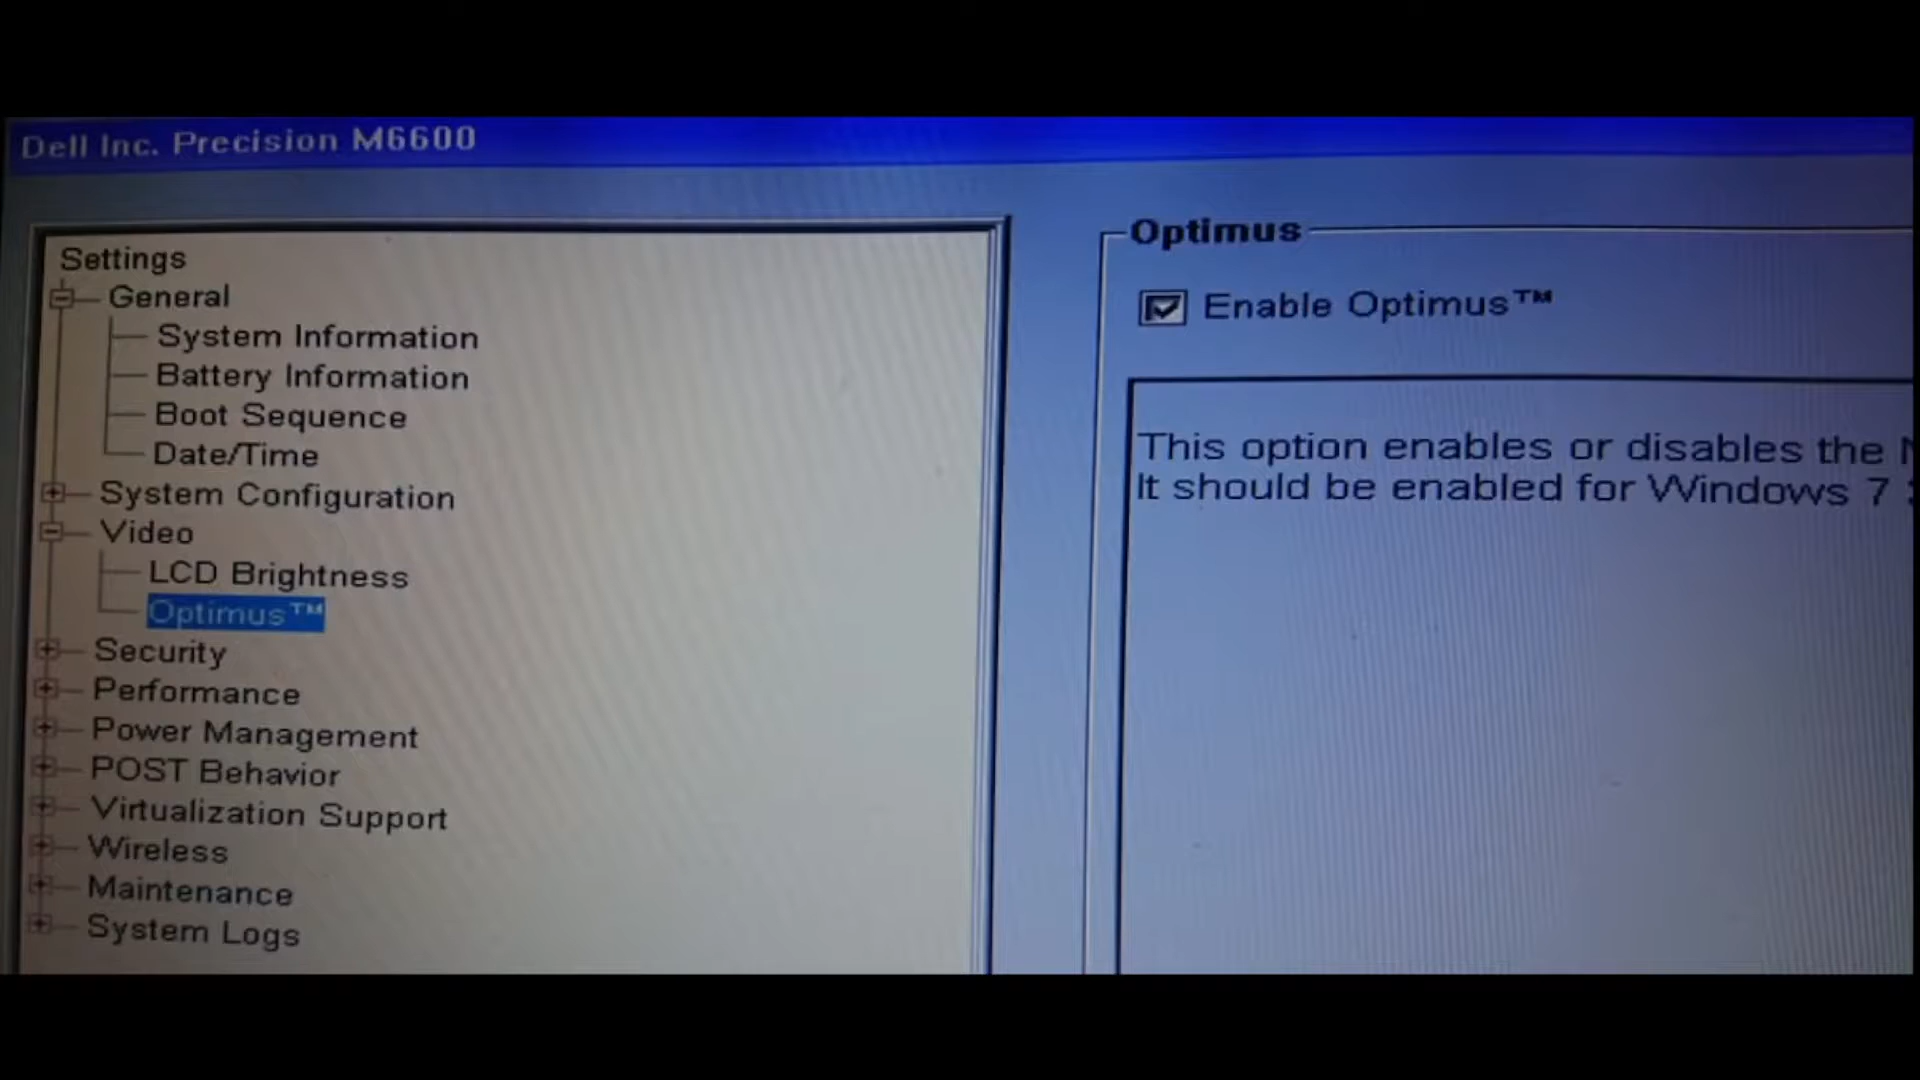 Dell Inc. Precision M6600
Settings
General
System Information
Battery Information
Boot Sequence
Date/Time
System Configuration
Video
LCD Brightness
Optimus™
Security
Performance
Power Management
POST Behavior
Virtualization Support
Wireless
Maintenance
System Logs
Optimus
Enable Optimus™
This option enables or disables the
It should be enabled for Windows 7